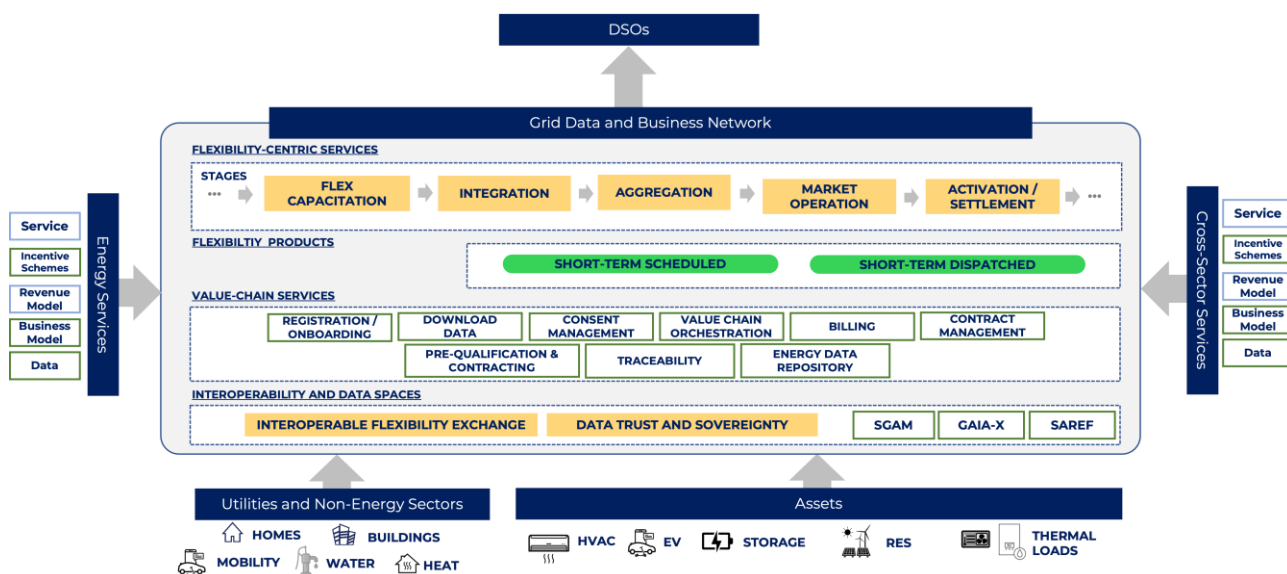 DSOs
Grid Data and Business Network
FLEXIBILITY-CENTRIC SERVICES
STAGES
...
FLEX
CAPACITATION
INTEGRATION
AGGREGATION
MARKET
OPERATION
ACTIVATION /
SETTLEMENT
...
FLEXIBILTIY PRODUCTS
SHORT-TERM SCHEDULED
SHORT-TERM DISPATCHED
VALUE-CHAIN SERVICES
REGISTRATION /
ONBOARDING
DOWNLOAD
DATA
CONSENT
MANAGEMENT
VALUE CHAIN
ORCHESTRATION
BILLING
CONTRACT
MANAGEMENT
PRE-QUALIFICATION &
CONTRACTING
TRACEABILITY
ENERGY DATA
REPOSITORY
INTEROPERABILITY AND DATA SPACES
INTEROPERABLE FLEXIBILITY EXCHANGE
DATA TRUST AND SOVEREIGNTY
SGAM
GAIA-X
SAREF
Service
Incentive
Schemes
Revenue
Model
Business
Model
Data
Energy Services
Cross-Sector Services
Service
Incentive
Schemes
Revenue
Model
Business
Model
Data
Utilities and Non-Energy Sectors
HOMES
BUILDINGS
MOBILITY
WATER
HEAT
Assets
HVAC
EV
STORAGE
RES
THERMAL
LOADS